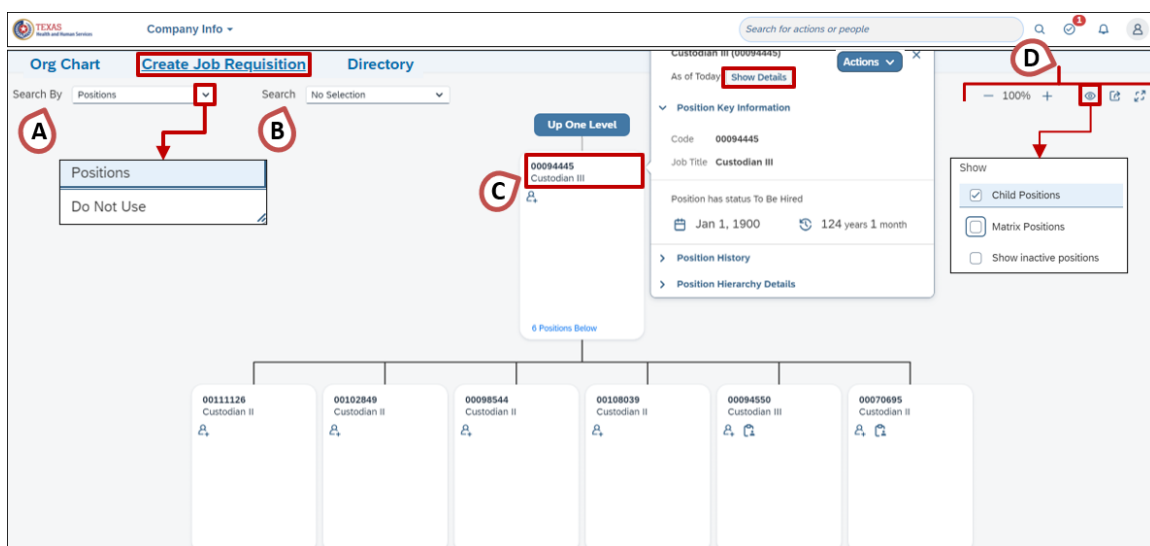 TEXAS
Health and Human Services
Company Info
Search for actions or people
1
Org Chart
Create Job Requisition
Directory
Custodian III (00094445)
Actions
As of Today Show Details
D
Search By Positions
Search No Selection
100%
A
B
Up One Level
Position Key Information
Code 00094445
Job Title Custodian III
Positions
Do Not Use
C
00094445
Custodian III
Position has status To Be Hired
Jan 1, 1900
124 years 1 month
Position History
Position Hierarchy Details
Show
Child Positions
Matrix Positions
Show inactive positions
6 Positions Below
00111126
Custodian II
00102849
Custodian II
00098544
Custodian II
00108039
Custodian II
00094550
Custodian III
00070695
Custodian II